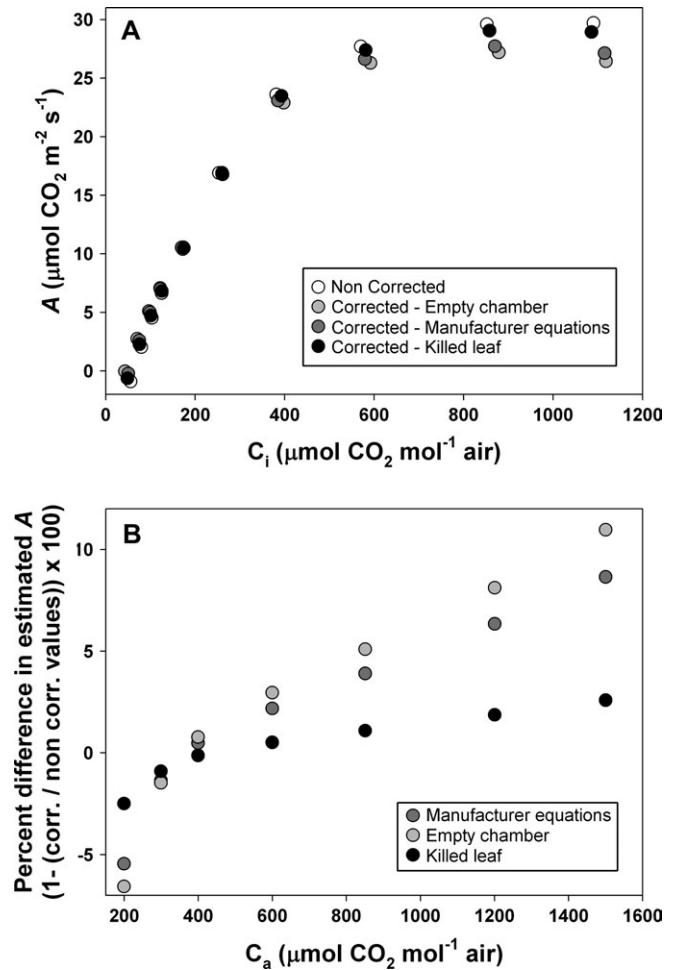 A
30
25
20
15
10
5
0
A (μmol CO₂ m⁻² s⁻¹)
Non Corrected
Corrected - Empty chamber
Corrected - Manufacturer equations
Corrected - Killed leaf
0 200 400 600 800 1000 1200
Cᵢ (μmol CO₂ mol⁻¹ air)
B
10
5
0
-5
Percent difference in estimated A
(1- (corr. / non corr. values)) x 100)
Manufacturer equations
Empty chamber
Killed leaf
200 400 600 800 1000 1200 1400 1600
Cₐ (μmol CO₂ mol⁻¹ air)